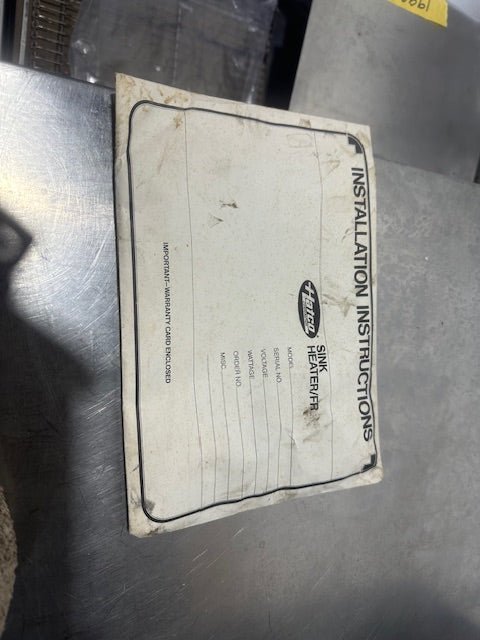 INSTALLATION INSTRUCTIONS
Hatco
SINK
HEATER/FR
MODEL
SERIAL NO.
VOLTAGE
WATTAGE
ORDER NO.
MISC.
IMPORTANT–WARRANTY CARD ENCLOSED